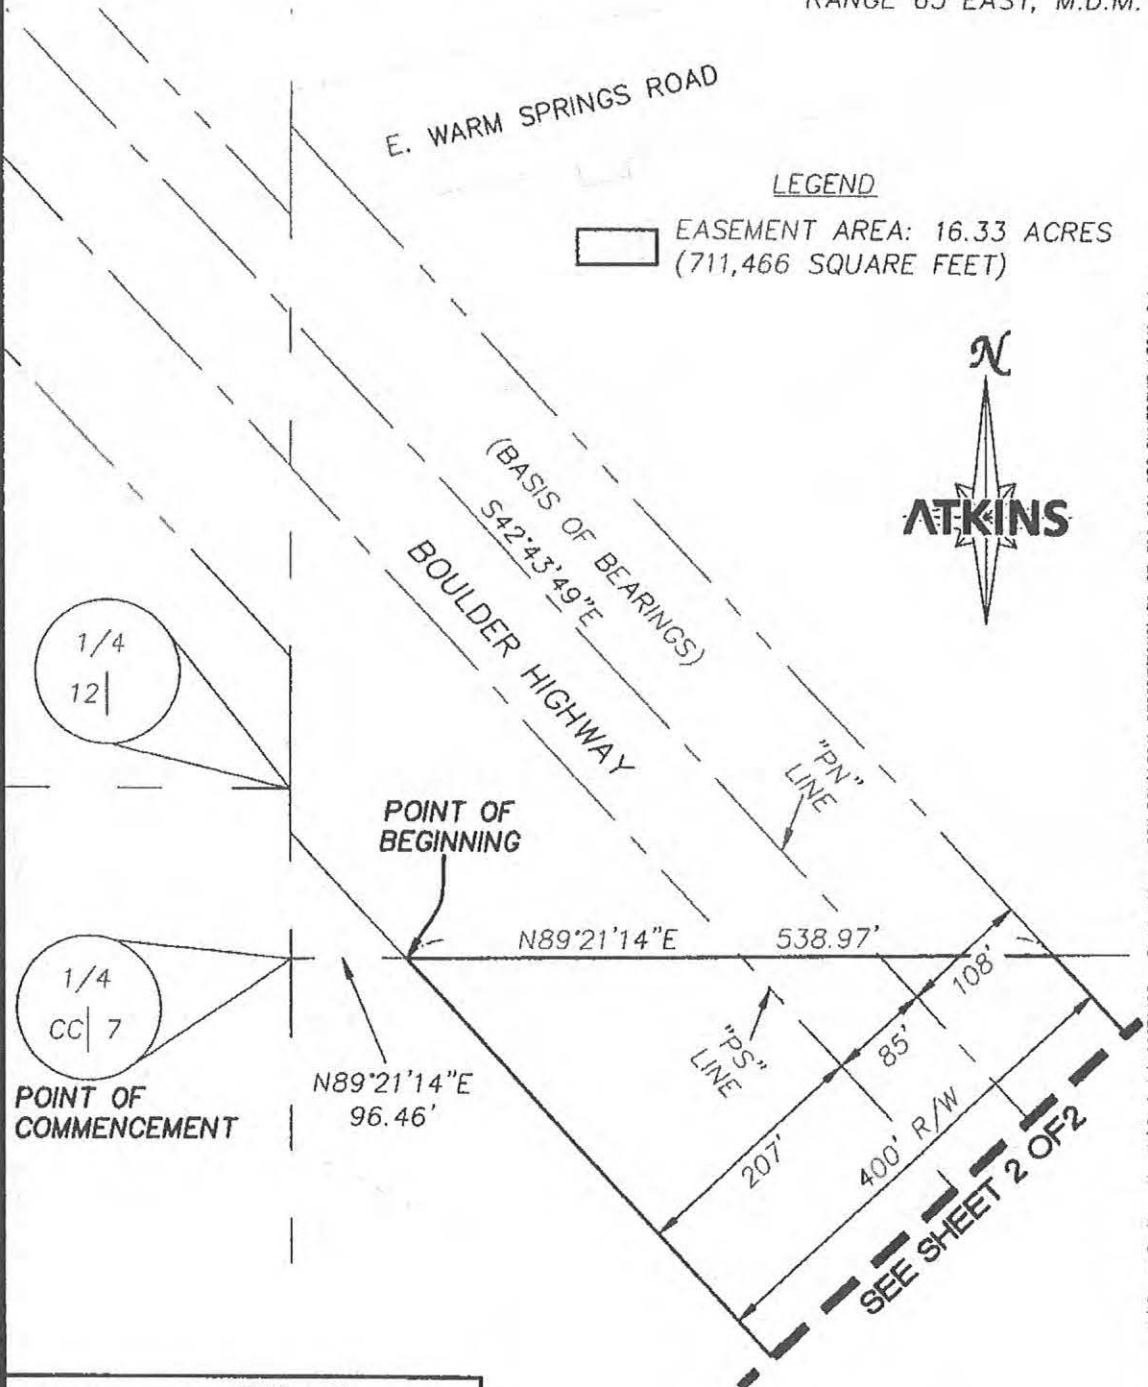 RANGE 63 EAST, M.D.M.
E. WARM SPRINGS ROAD
LEGEND
EASEMENT AREA: 16.33 ACRES
(711,466 SQUARE FEET)
N
ATKINS
(BASIS OF BEARINGS)
S42°43'49"E
BOULDER HIGHWAY
1/4
12
"PN"
LINE
POINT OF
BEGINNING
N89°21'14"E 538.97'
1/4
CC 7
POINT OF
COMMENCEMENT
N89°21'14"E
96.46'
"PS"
LINE
108'
85'
207'
400' R/W
SEE SHEET 2 OF2